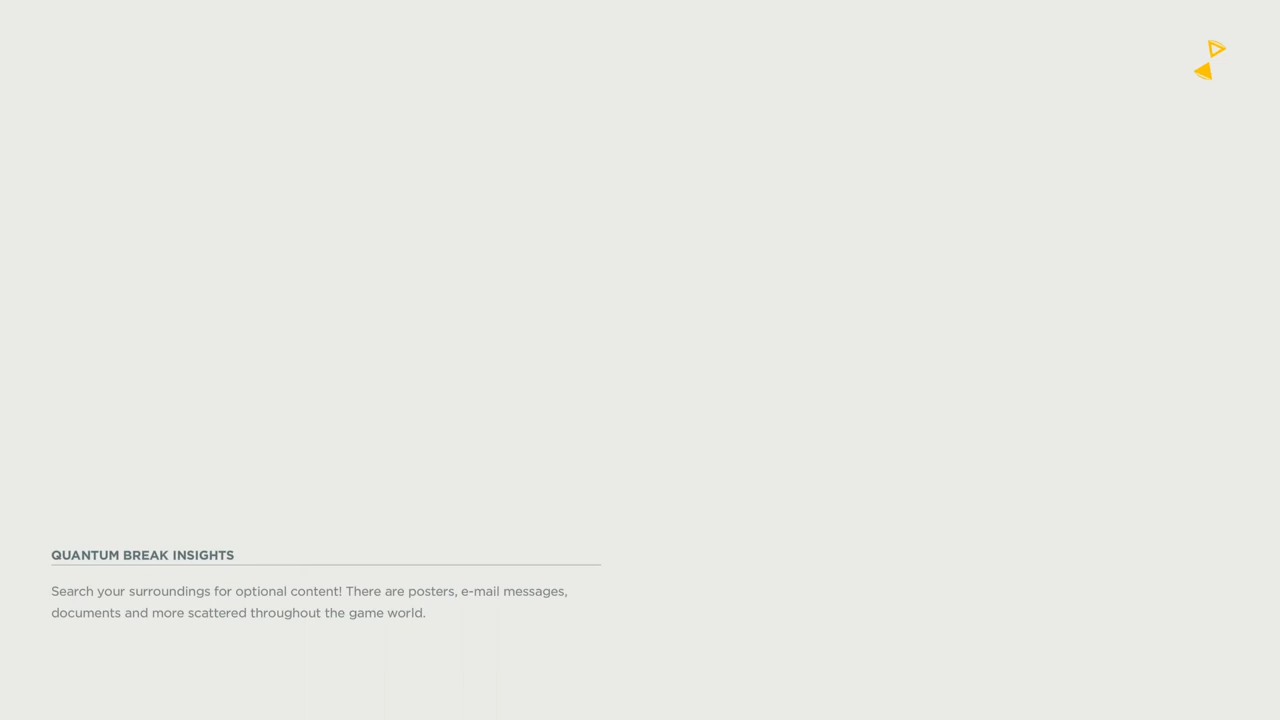 QUANTUM BREAK INSIGHTS
Search your surroundings for optional content! There are posters, e-mail messages,
documents and more scattered throughout the game world.